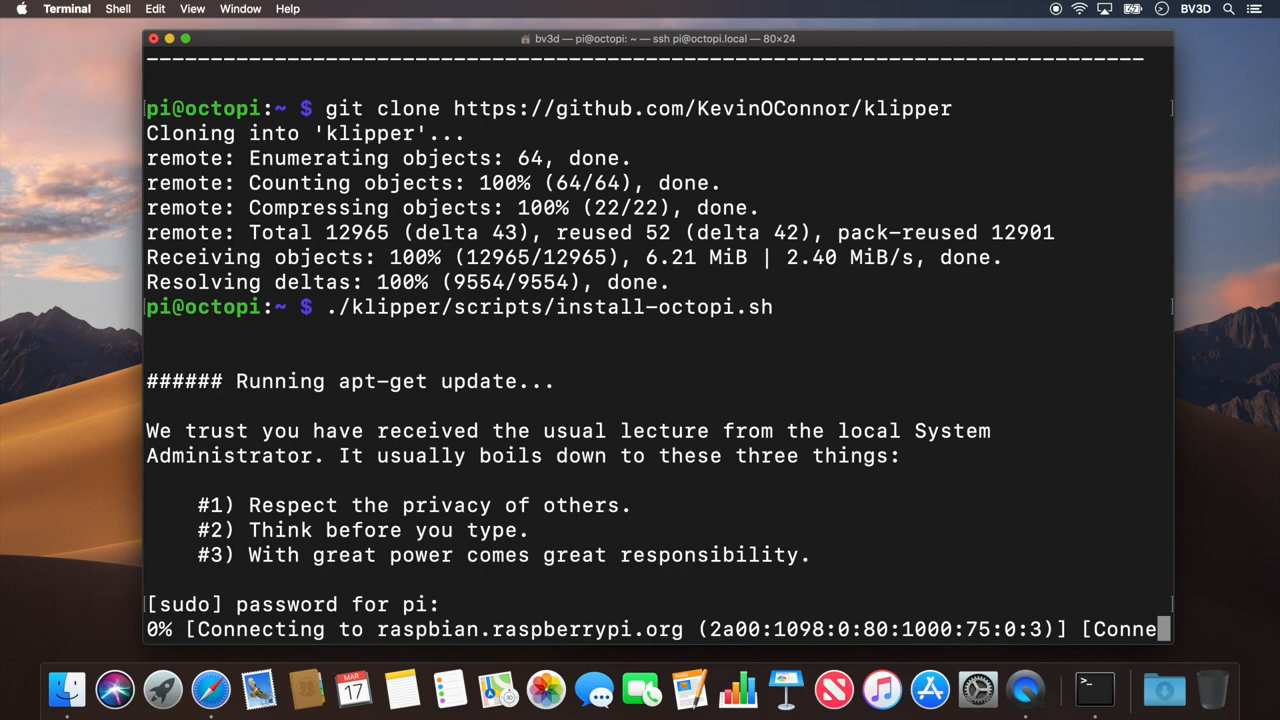 Terminal Shell Edit View Window Help BV3D
bv3d — pi@octopi: ~ — ssh pi@octopi.local — 80×24
--------------------------------------------------------------------------------
pi@octopi:~ $ git clone https://github.com/KevinOConnor/klipper
Cloning into 'klipper'...
remote: Enumerating objects: 64, done.
remote: Counting objects: 100% (64/64), done.
remote: Compressing objects: 100% (22/22), done.
remote: Total 12965 (delta 43), reused 52 (delta 42), pack-reused 12901
Receiving objects: 100% (12965/12965), 6.21 MiB | 2.40 MiB/s, done.
Resolving deltas: 100% (9554/9554), done.
pi@octopi:~ $ ./klipper/scripts/install-octopi.sh
###### Running apt-get update...
We trust you have received the usual lecture from the local System
Administrator. It usually boils down to these three things:
#1) Respect the privacy of others.
#2) Think before you type.
#3) With great power comes great responsibility.
[sudo] password for pi:
0% [Connecting to raspbian.raspberrypi.org (2a00:1098:0:80:1000:75:0:3)] [Conne
MAR
17